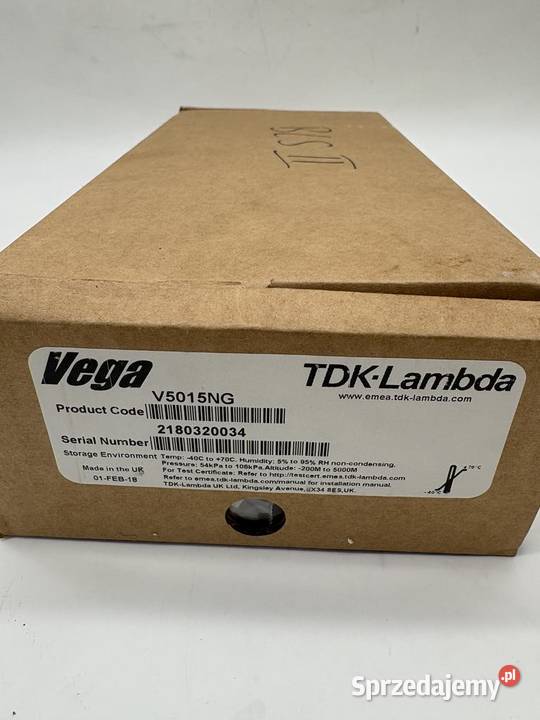 Vega
TDK-Lambda
www.emea.tdk-lambda.com
V5015NG
Product Code
2180320034
Serial Number
Storage Environment Temp: -40C to +70C. Humidity: 5% to 95% RH non-condensing.
Pressure: 54kPa to 106kPa.Altitude: -200M to 5000M
For Test Certificate: Refer to http://testcert.emea.tdk-lambda.com
Refer to emea.tdk-lambda.com/manual for installation manual.
TDK-Lambda UK Ltd, Kingsley Avenue, EX34 8ES,UK.
Made in the UK
01-FEB-18
70°C
-40°C
Sprzedajemy.pl